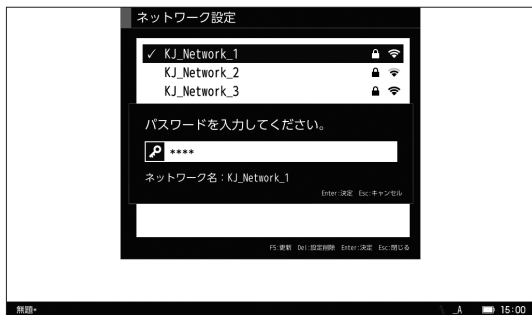 ネットワーク設定
✓ KJ_Network_1
KJ_Network_2
KJ_Network_3
パスワードを入力してください。
****
ネットワーク名：KJ_Network_1
Enter:決定 Esc:キャンセル
F5:更新 Del:設定削除 Enter:決定 Esc:閉じる
無題* _A 15:00